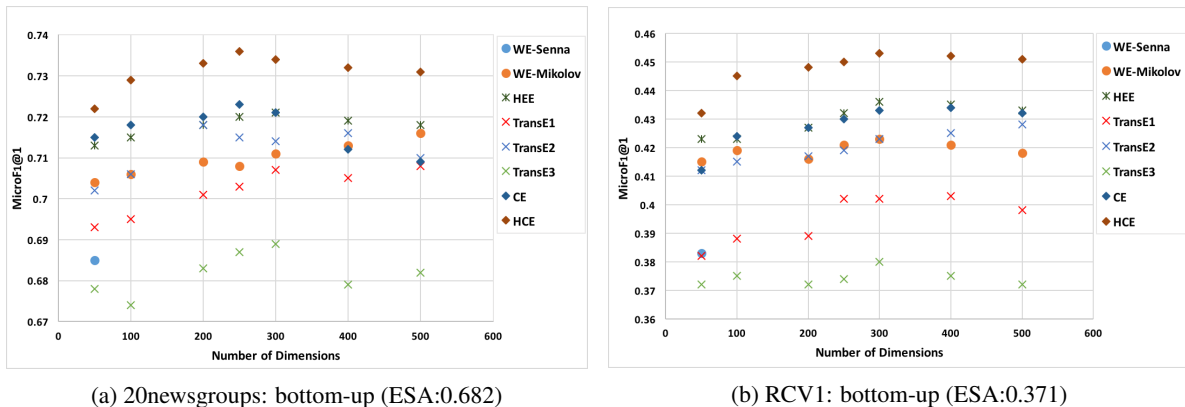 MicroF1@1
0.74
0.73
0.72
0.71
0.7
0.69
0.68
0.67
0 100 200 300 400 500 600
Number of Dimensions
WE-Senna
WE-Mikolov
HEE
TransE1
TransE2
TransE3
CE
HCE
(a) 20newsgroups: bottom-up (ESA:0.682)
MicroF1@1
0.46
0.45
0.44
0.43
0.42
0.41
0.4
0.39
0.38
0.37
0.36
0 100 200 300 400 500 600
Number of Dimensions
WE-Senna
WE-Mikolov
HEE
TransE1
TransE2
TransE3
CE
HCE
(b) RCV1: bottom-up (ESA:0.371)